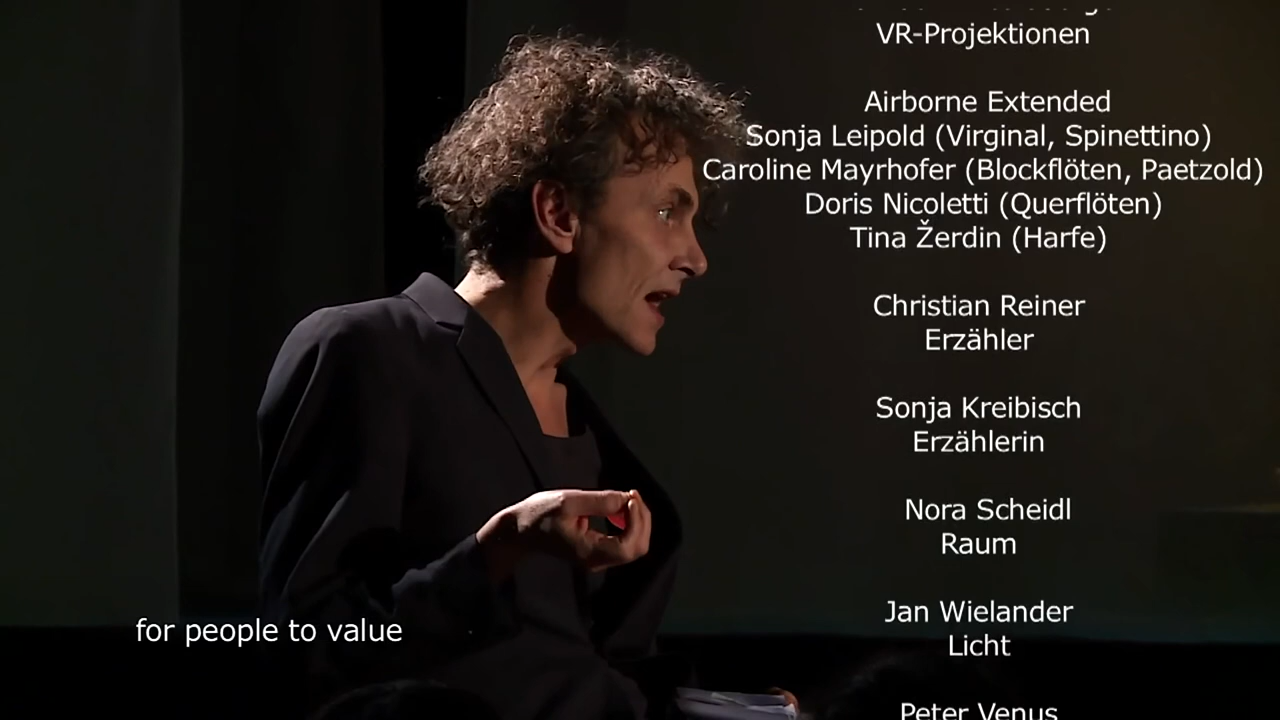 VR-Projektionen
Airborne Extended
Sonja Leipold (Virginal, Spinettino)
Caroline Mayrhofer (Blockflöten, Paetzold)
Doris Nicoletti (Querflöten)
Tina Žerdin (Harfe)
Christian Reiner
Erzähler
Sonja Kreibisch
Erzählerin
Nora Scheidl
Raum
Jan Wielander
Licht
Peter Venus
for people to value